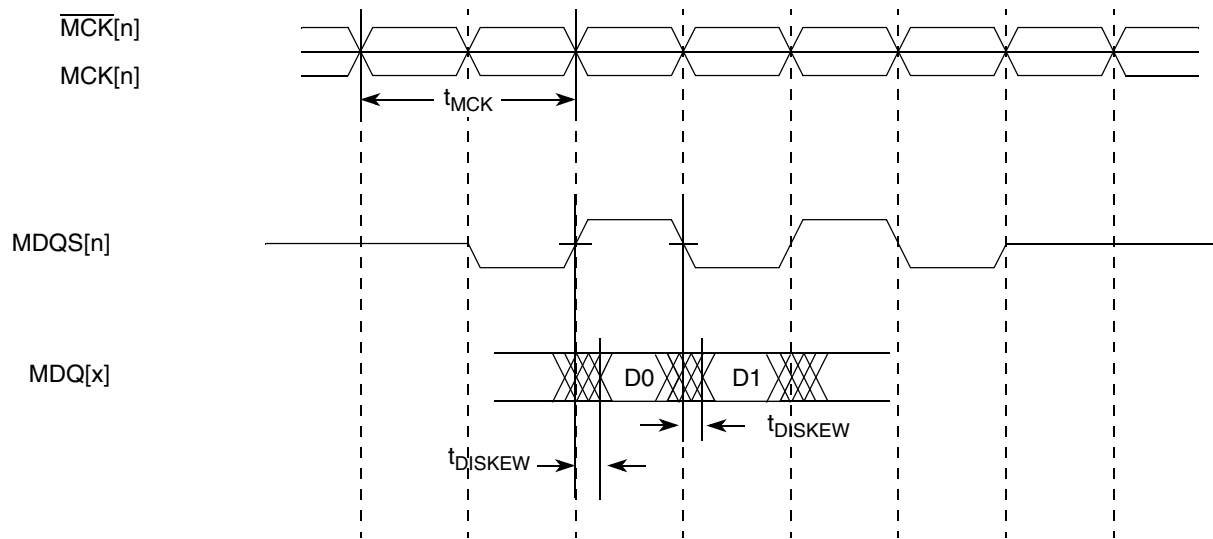 MCK[n]
MCK[n]
tMCK
MDQS[n]
MDQ[x]
D0
D1
tDISKEW
tDISKEW